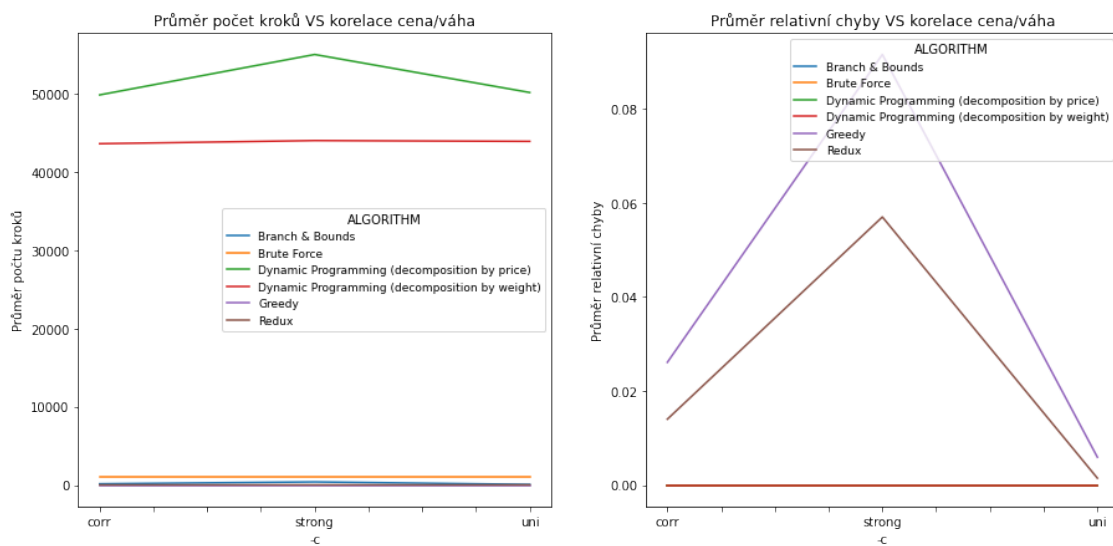 Průměr počet kroků VS korelace cena/váha
Průměr počtu kroků
50000
40000
30000
20000
10000
0
ALGORITHM
Branch & Bounds
Brute Force
Dynamic Programming (decomposition by price)
Dynamic Programming (decomposition by weight)
Greedy
Redux
corr
strong
uni
-c
Průměr relativní chyby VS korelace cena/váha
Průměr relativní chyby
0.08
0.06
0.04
0.02
0.00
ALGORITHM
Branch & Bounds
Brute Force
Dynamic Programming (decomposition by price)
Dynamic Programming (decomposition by weight)
Greedy
Redux
corr
strong
uni
-c